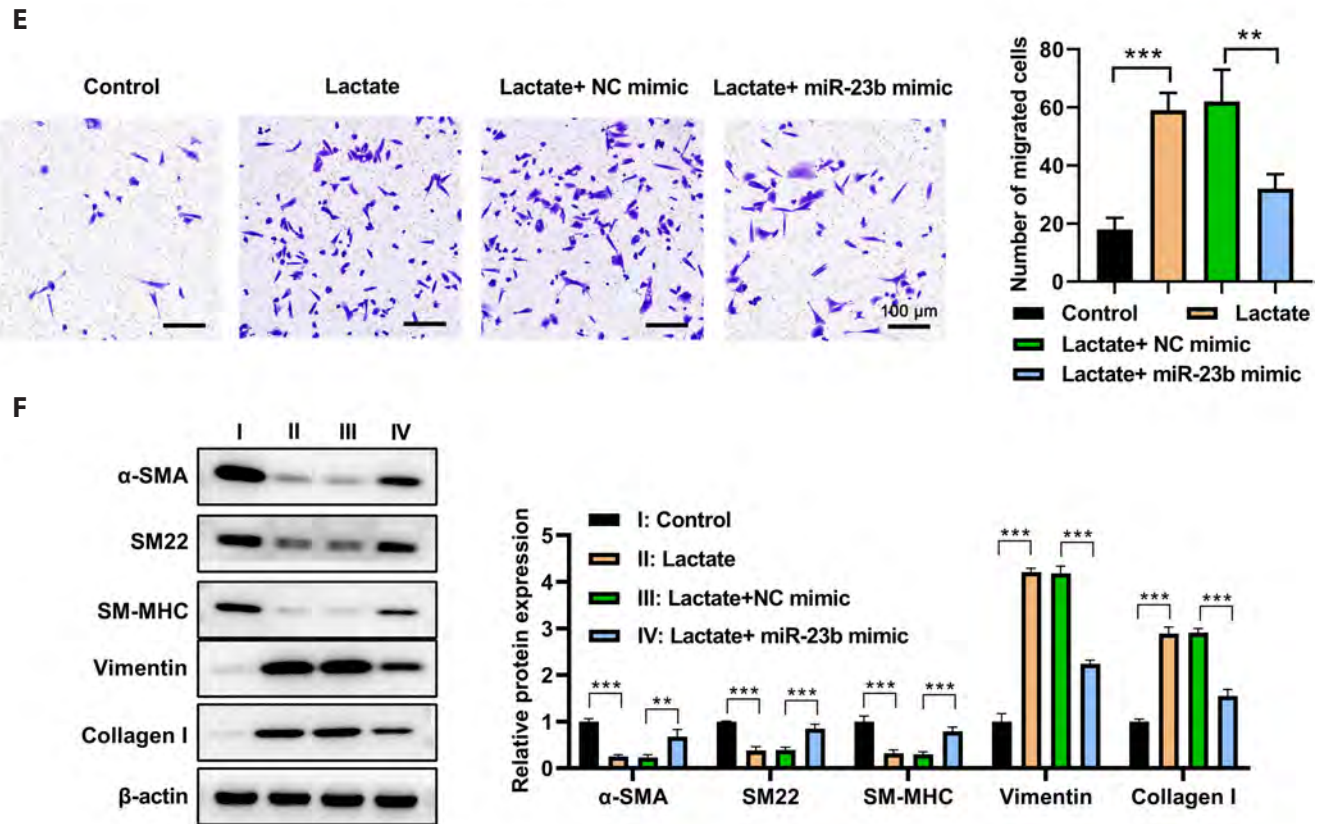 E
Control
Lactate
Lactate+ NC mimic
Lactate+ miR-23b mimic
100 μm
Number of migrated cells
80
60
40
20
0
***
**
Control
Lactate
Lactate+ NC mimic
Lactate+ miR-23b mimic
F
I II III IV
α-SMA
SM22
SM-MHC
Vimentin
Collagen I
β-actin
Relative protein expression
5
4
3
2
1
0
I: Control
II: Lactate
III: Lactate+NC mimic
IV: Lactate+ miR-23b mimic
*** ** *** *** *** *** *** *** *** ***
α-SMA SM22 SM-MHC Vimentin Collagen I